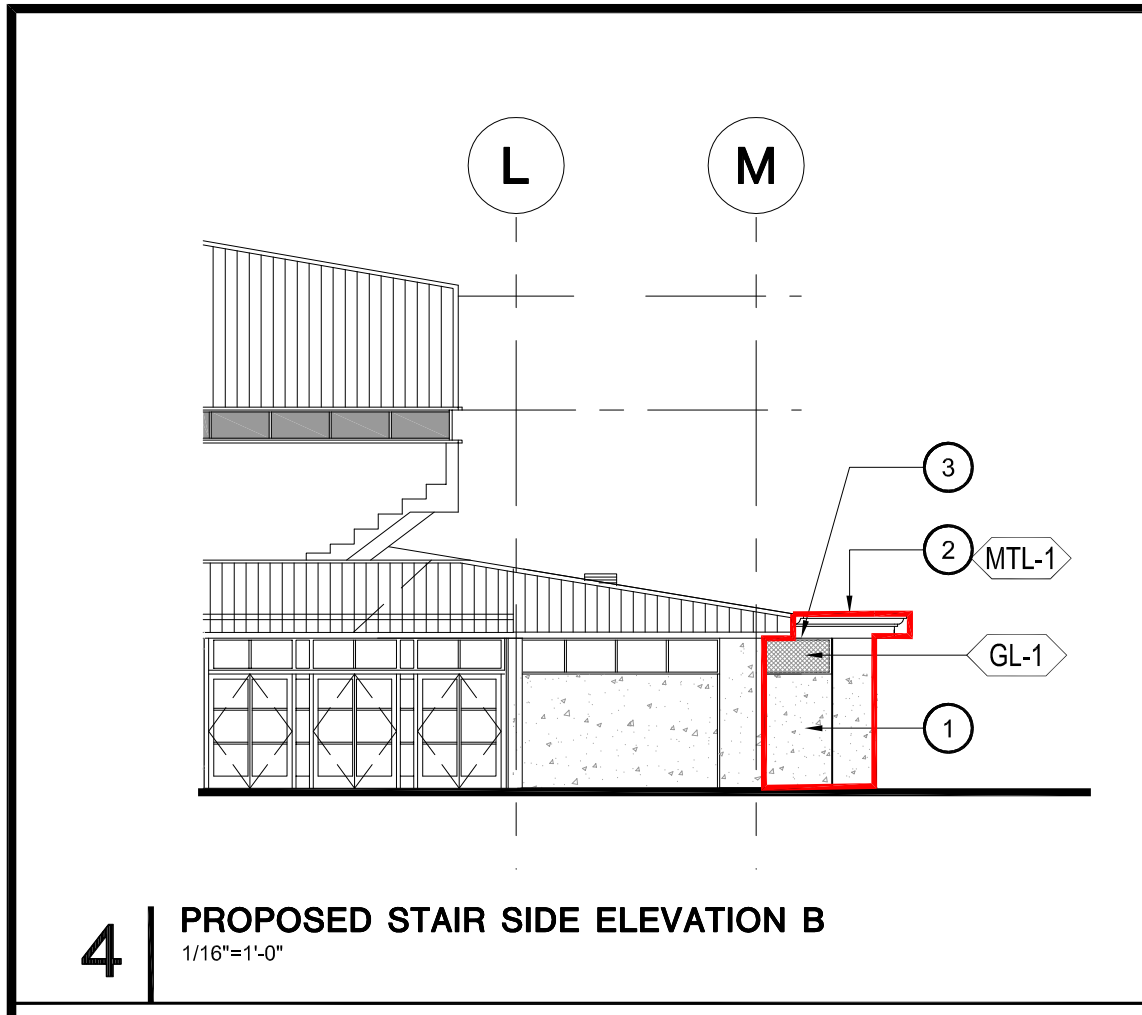 L
M
3
2
MTL-1
GL-1
1
4
PROPOSED STAIR SIDE ELEVATION B
1/16"=1'-0"